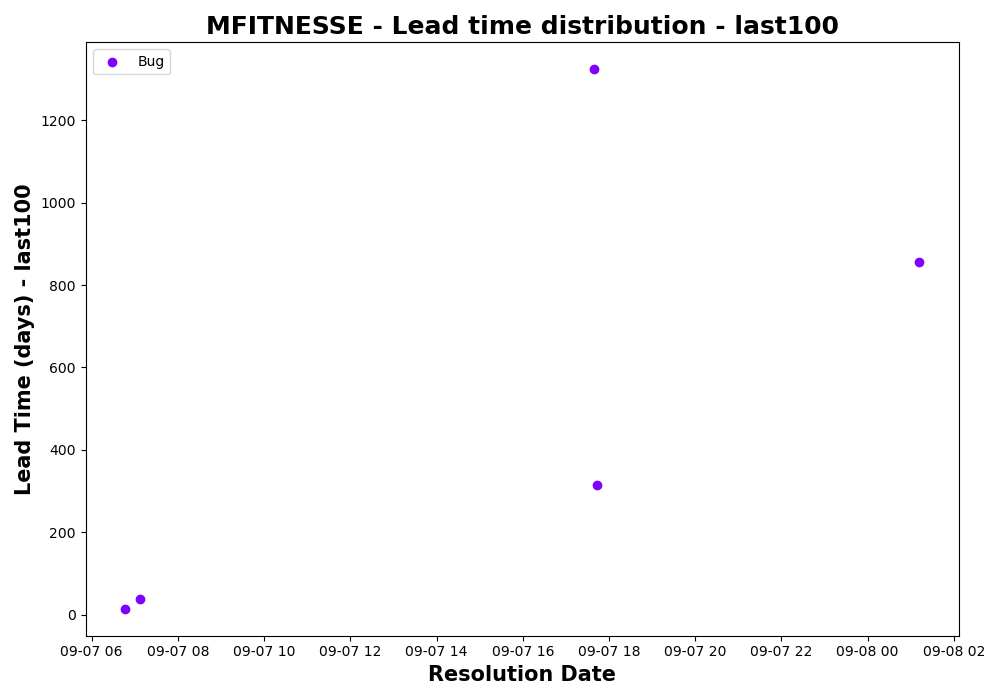 MFITNESSE - Lead time distribution - last100
Bug
1200
1000
800
600
400
200
0
Lead Time (days) - last100
09-07 06 09-07 08 09-07 10 09-07 12 09-07 14 09-07 16 09-07 18 09-07 20 09-07 22 09-08 00 09-08 02
Resolution Date